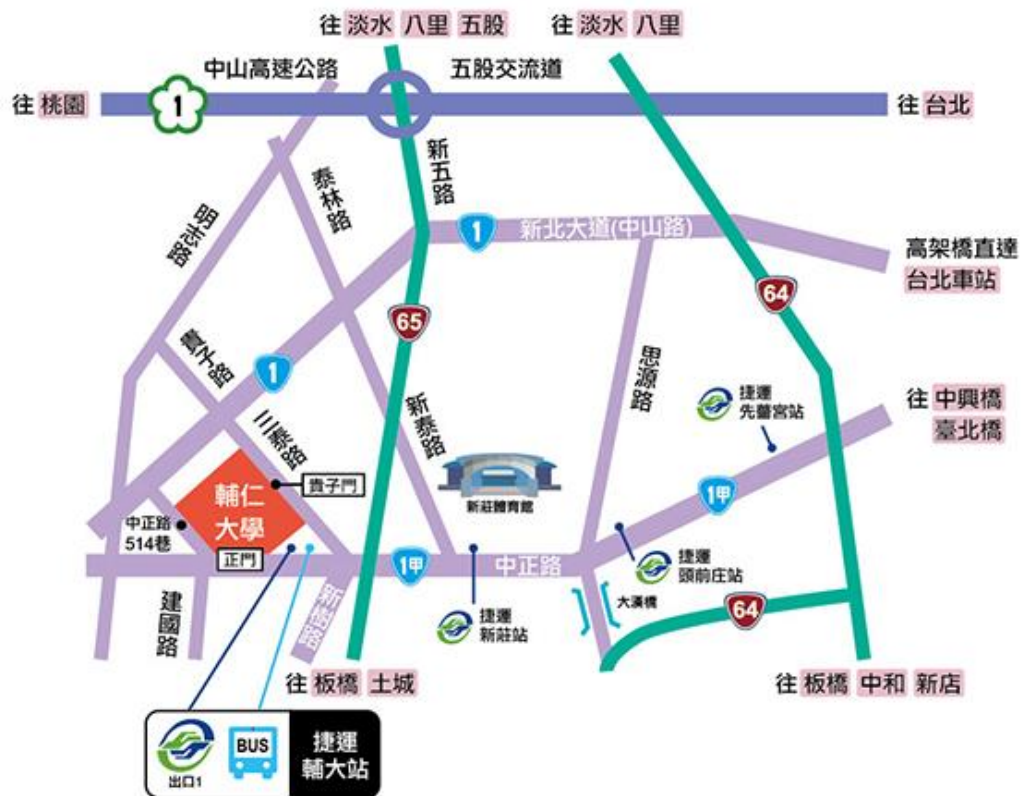 往 淡水 八里 五股
往 淡水 八里
中山高速公路
五股交流道
往 桃園
1
往 台北
新五路
泰林路
明志路
1
新北大道(中山路)
高架橋直達
台北車站
65
64
貴子路
1
思源路
新泰路
三泰路
捷運
先嗇宮站
往 中興橋
臺北橋
輔仁
大學
貴子門
新莊體育館
1甲
中正路
514巷
正門
1甲
中正路
捷運
頭前庄站
建國路
捷運
新莊站
大漢橋
64
往 板橋 土城
往 板橋 中和 新店
BUS
出口1
捷運
輔大站